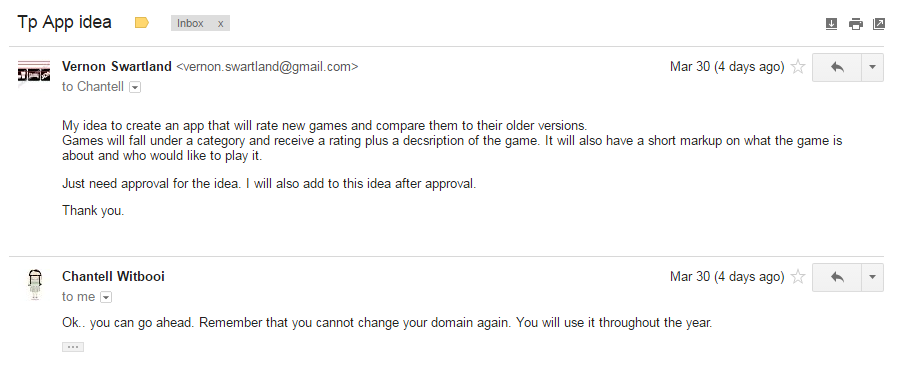 Tp App idea
Inbox x
Vernon Swartland <vernon.swartland@gmail.com>
Mar 30 (4 days ago)
to Chantell
My idea to create an app that will rate new games and compare them to their older versions.
Games will fall under a category and receive a rating plus a decsription of the game. It will also have a short markup on what the game is
about and who would like to play it.
Just need approval for the idea. I will also add to this idea after approval.
Thank you.
Chantell Witbooi
Mar 30 (4 days ago)
to me
Ok.. you can go ahead. Remember that you cannot change your domain again. You will use it throughout the year.